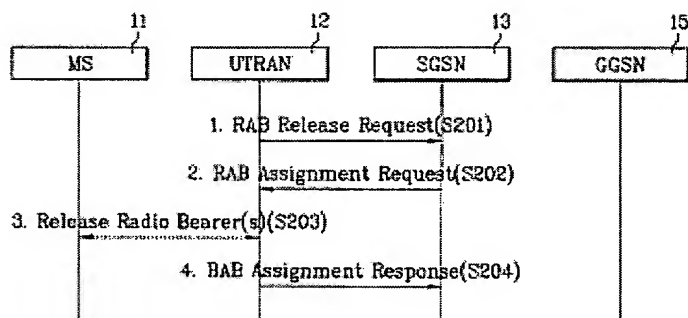 11 12 13 15
MS UTRAN SGSN GGSN
1. RAB Release Request(S201)
2. RAB Assignment Request(S202)
3. Release Radio Bearer(s)(S203)
4. BAB Assignment Response(S204)